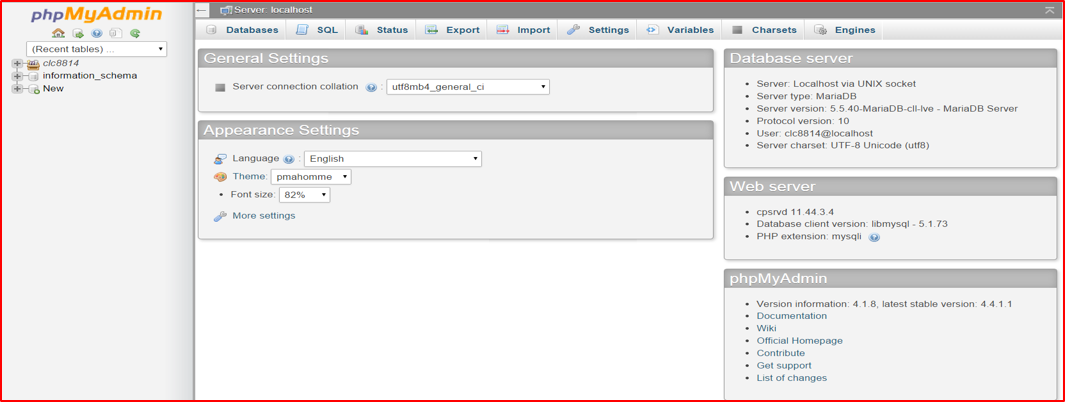 phpMyAdmin
(Recent tables) ...
clc8814
information_schema
New
Server: localhost
Databases SQL Status Export Import Settings Variables Charsets Engines
General Settings
Server connection collation : utf8mb4_general_ci
Appearance Settings
Language : English
Theme: pmahomme
• Font size: 82%
More settings
Database server
• Server: Localhost via UNIX socket
• Server type: MariaDB
• Server version: 5.5.40-MariaDB-cll-lve - MariaDB Server
• Protocol version: 10
• User: clc8814@localhost
• Server charset: UTF-8 Unicode (utf8)
Web server
• cpsrvd 11.44.3.4
• Database client version: libmysql - 5.1.73
• PHP extension: mysqli
phpMyAdmin
• Version information: 4.1.8, latest stable version: 4.4.1.1
• Documentation
• Wiki
• Official Homepage
• Contribute
• Get support
• List of changes